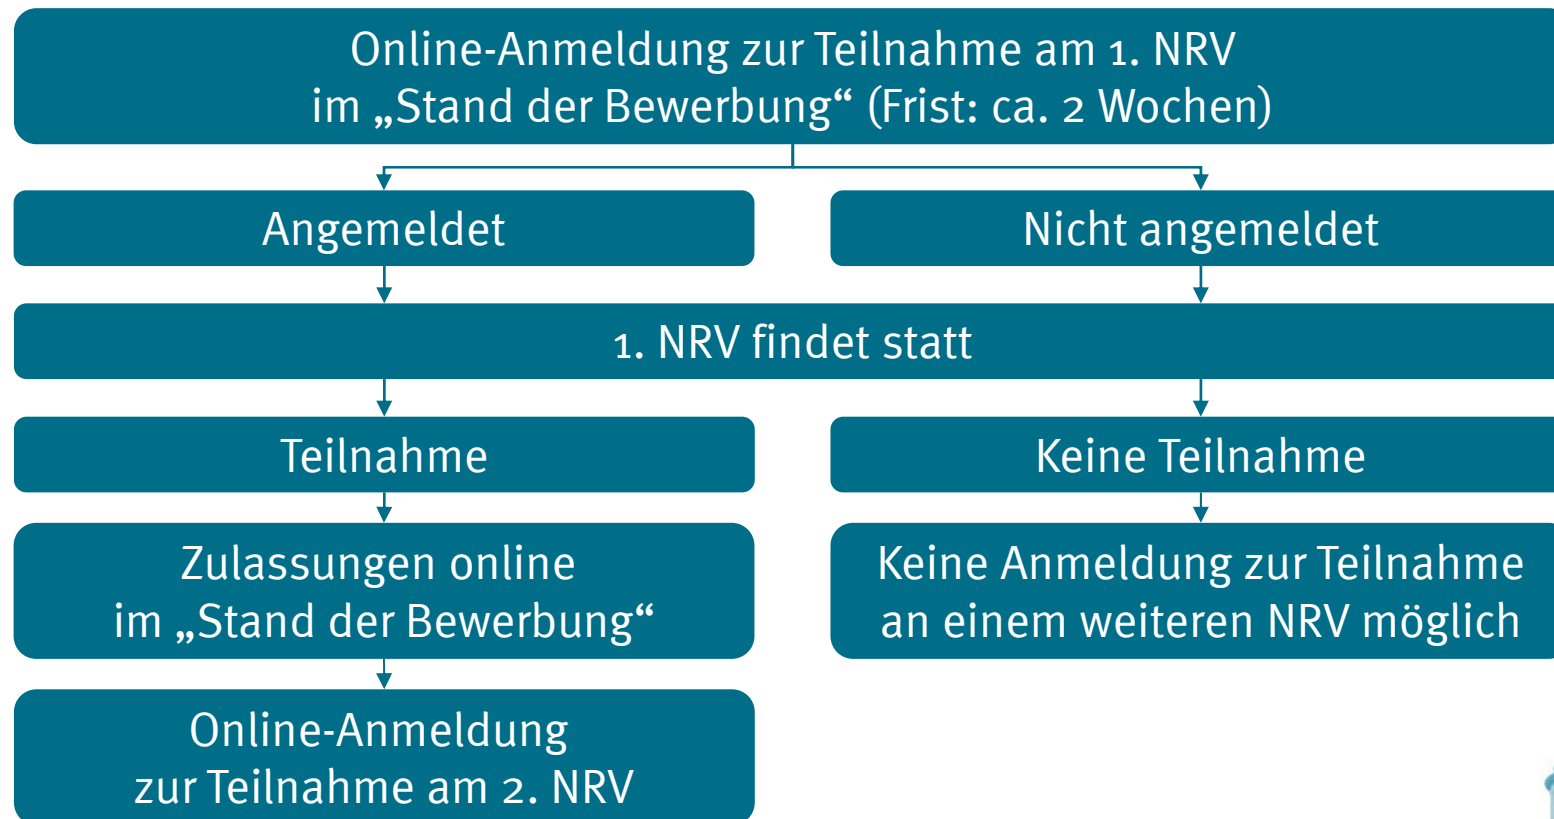 Online-Anmeldung zur Teilnahme am 1. NRV
im „Stand der Bewerbung“ (Frist: ca. 2 Wochen)
Angemeldet
Nicht angemeldet
1. NRV findet statt
Teilnahme
Keine Teilnahme
Zulassungen online
im „Stand der Bewerbung“
Keine Anmeldung zur Teilnahme
an einem weiteren NRV möglich
Online-Anmeldung
zur Teilnahme am 2. NRV